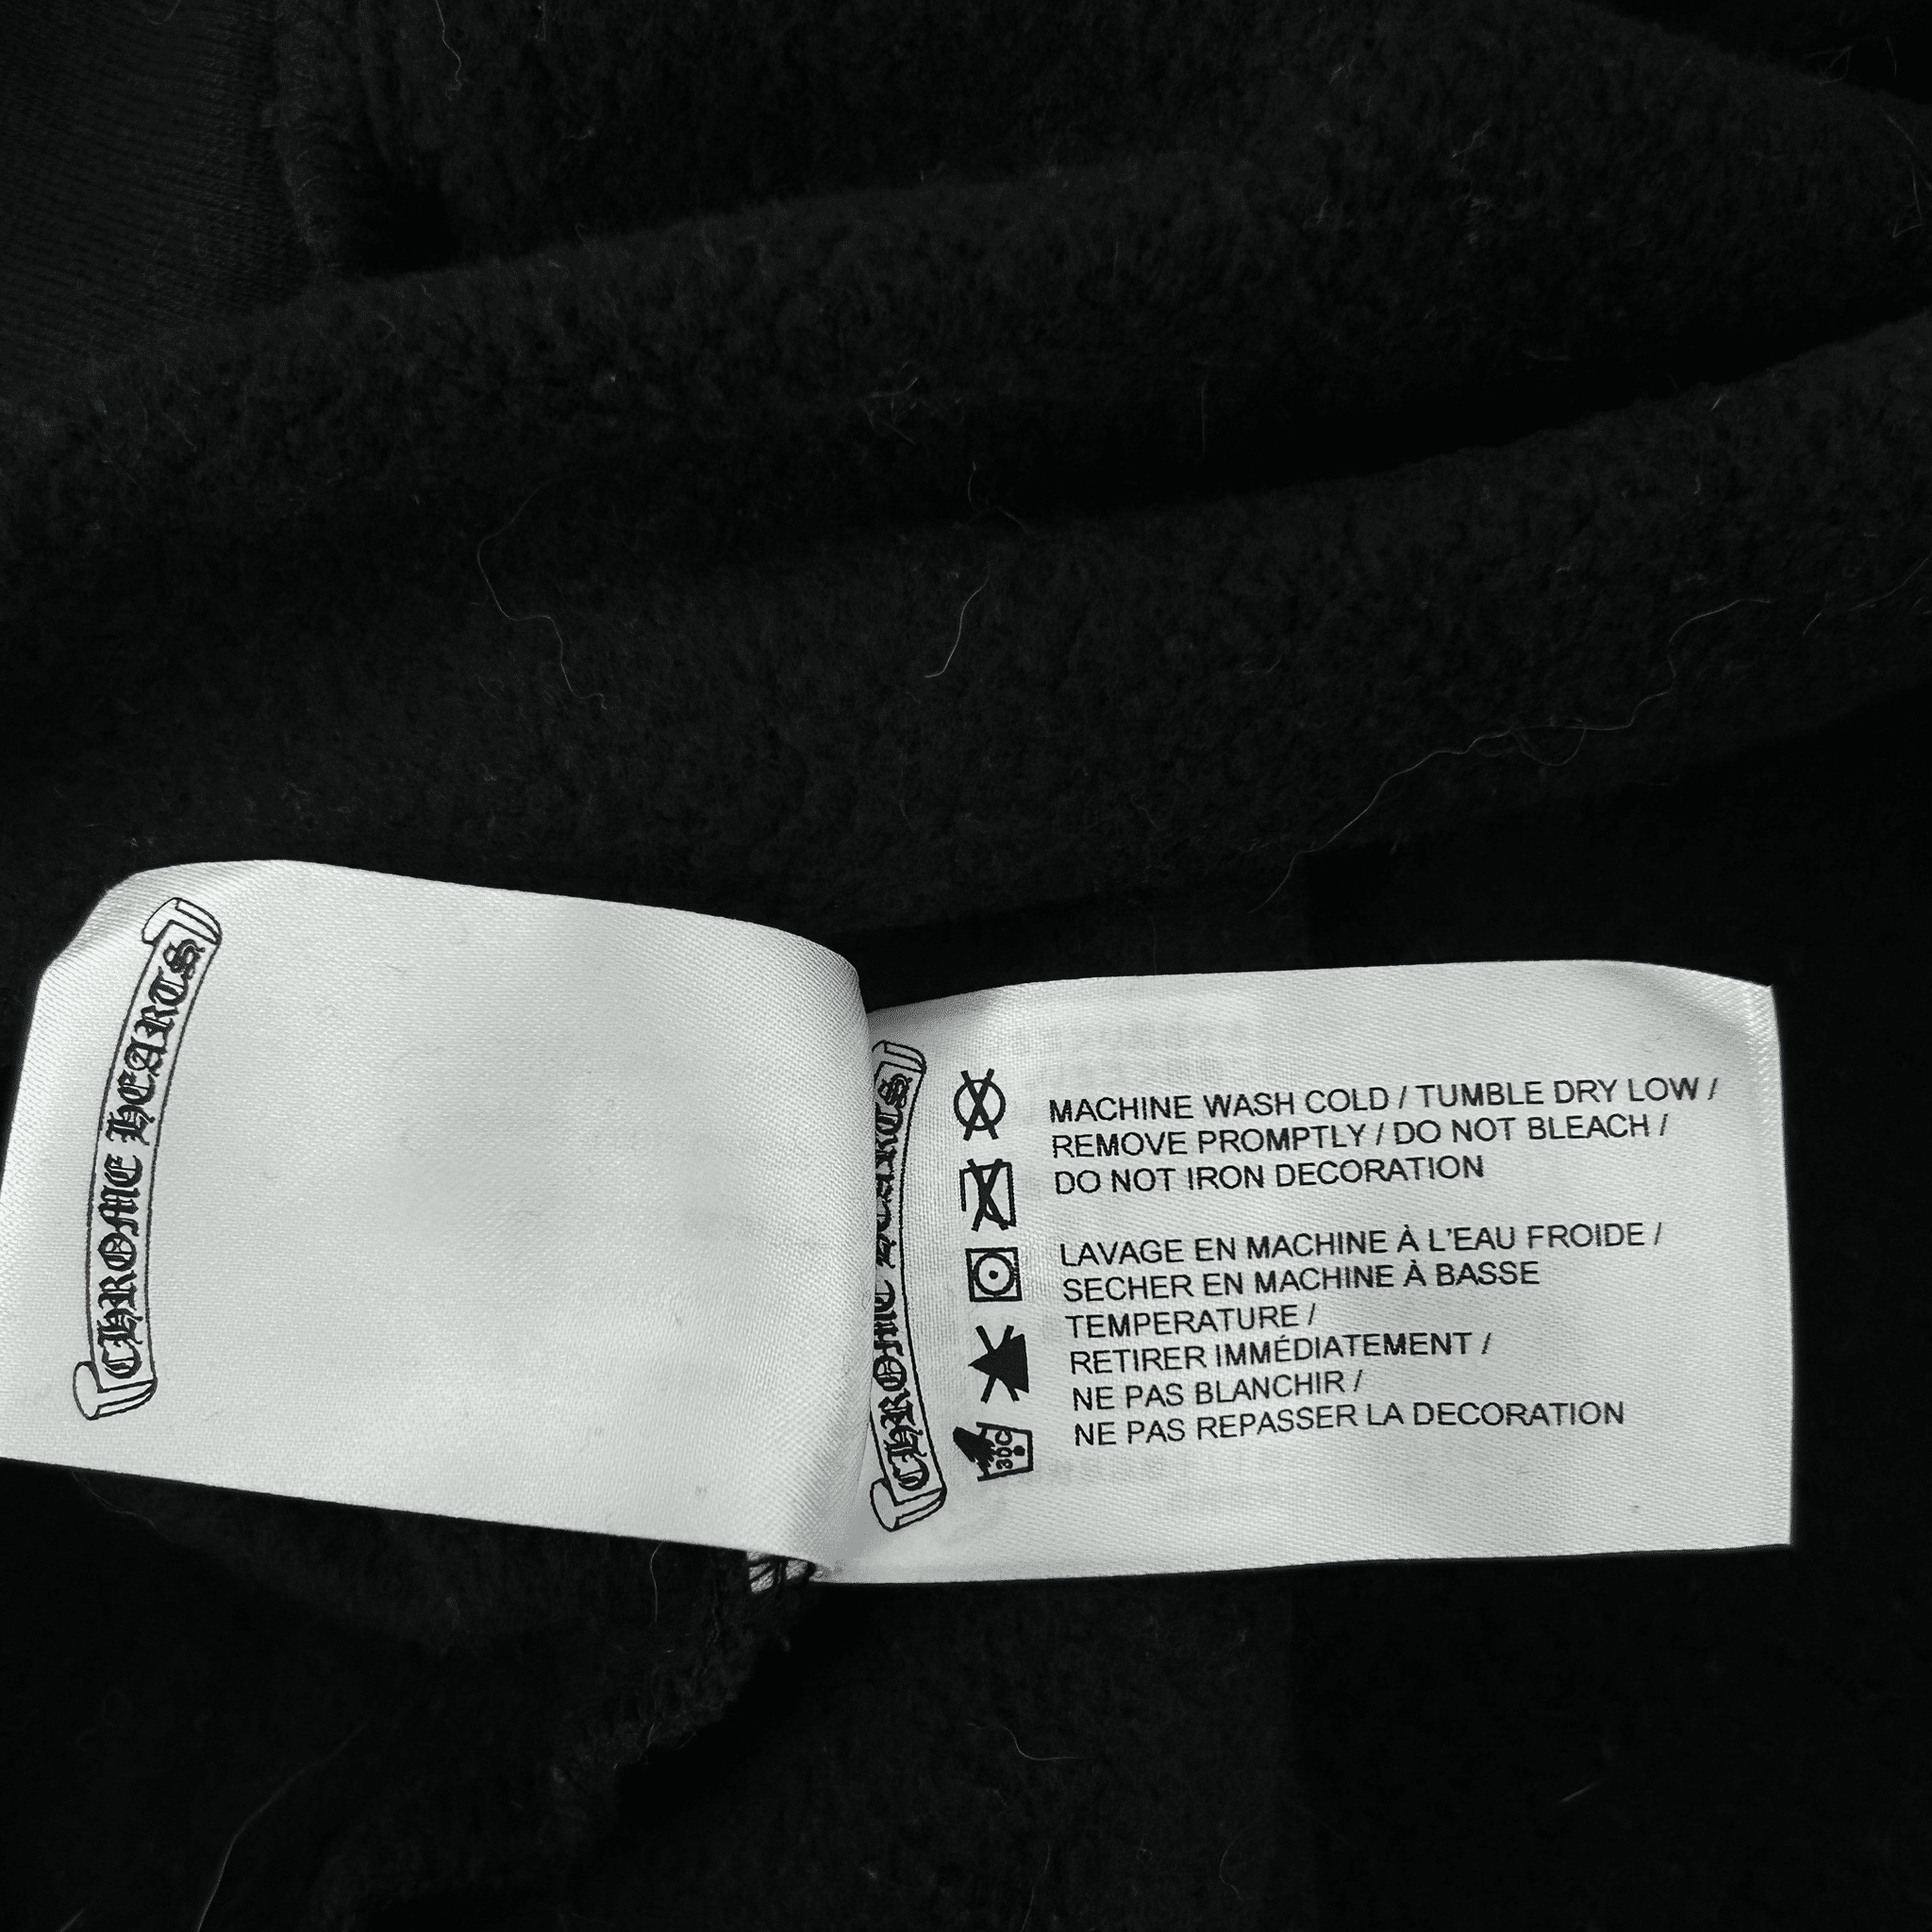 CHROME HEARTS
CHROME HEARTS
MACHINE WASH COLD / TUMBLE DRY LOW /
REMOVE PROMPTLY / DO NOT BLEACH /
DO NOT IRON DECORATION
LAVAGE EN MACHINE À L'EAU FROIDE /
SECHER EN MACHINE À BASSE
TEMPERATURE /
RETIRER IMMÉDIATEMENT /
NE PAS BLANCHIR /
NE PAS REPASSER LA DECORATION
30C